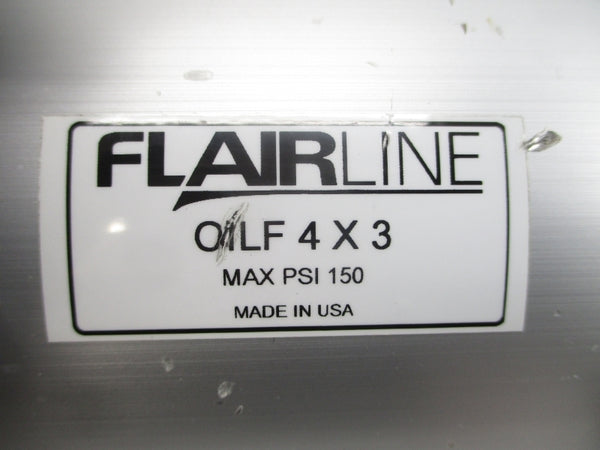 FLAIRLINE
OILF 4 X 3
MAX PSI 150
MADE IN USA